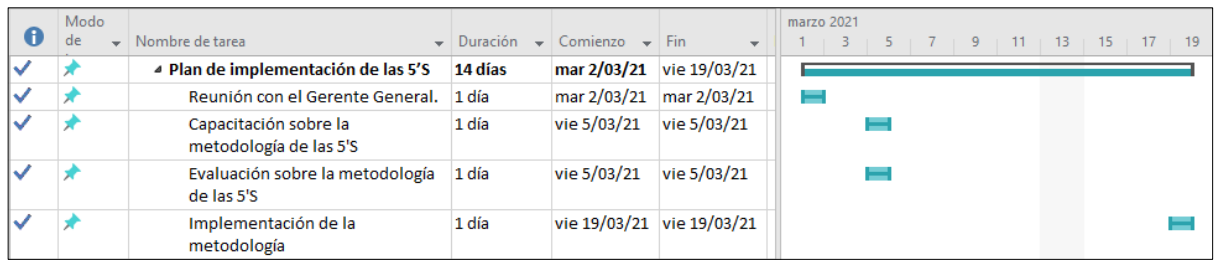 Modo de Nombre de tarea Duración Comienzo Fin
marzo 2021
1 3 5 7 9 11 13 15 17 19
Plan de implementación de las 5’S 14 días mar 2/03/21 vie 19/03/21
Reunión con el Gerente General. 1 día mar 2/03/21 mar 2/03/21
Capacitación sobre la 1 día vie 5/03/21 vie 5/03/21
metodología de las 5'S
Evaluación sobre la metodología 1 día vie 5/03/21 vie 5/03/21
de las 5'S
Implementación de la 1 día vie 19/03/21 vie 19/03/21
metodología